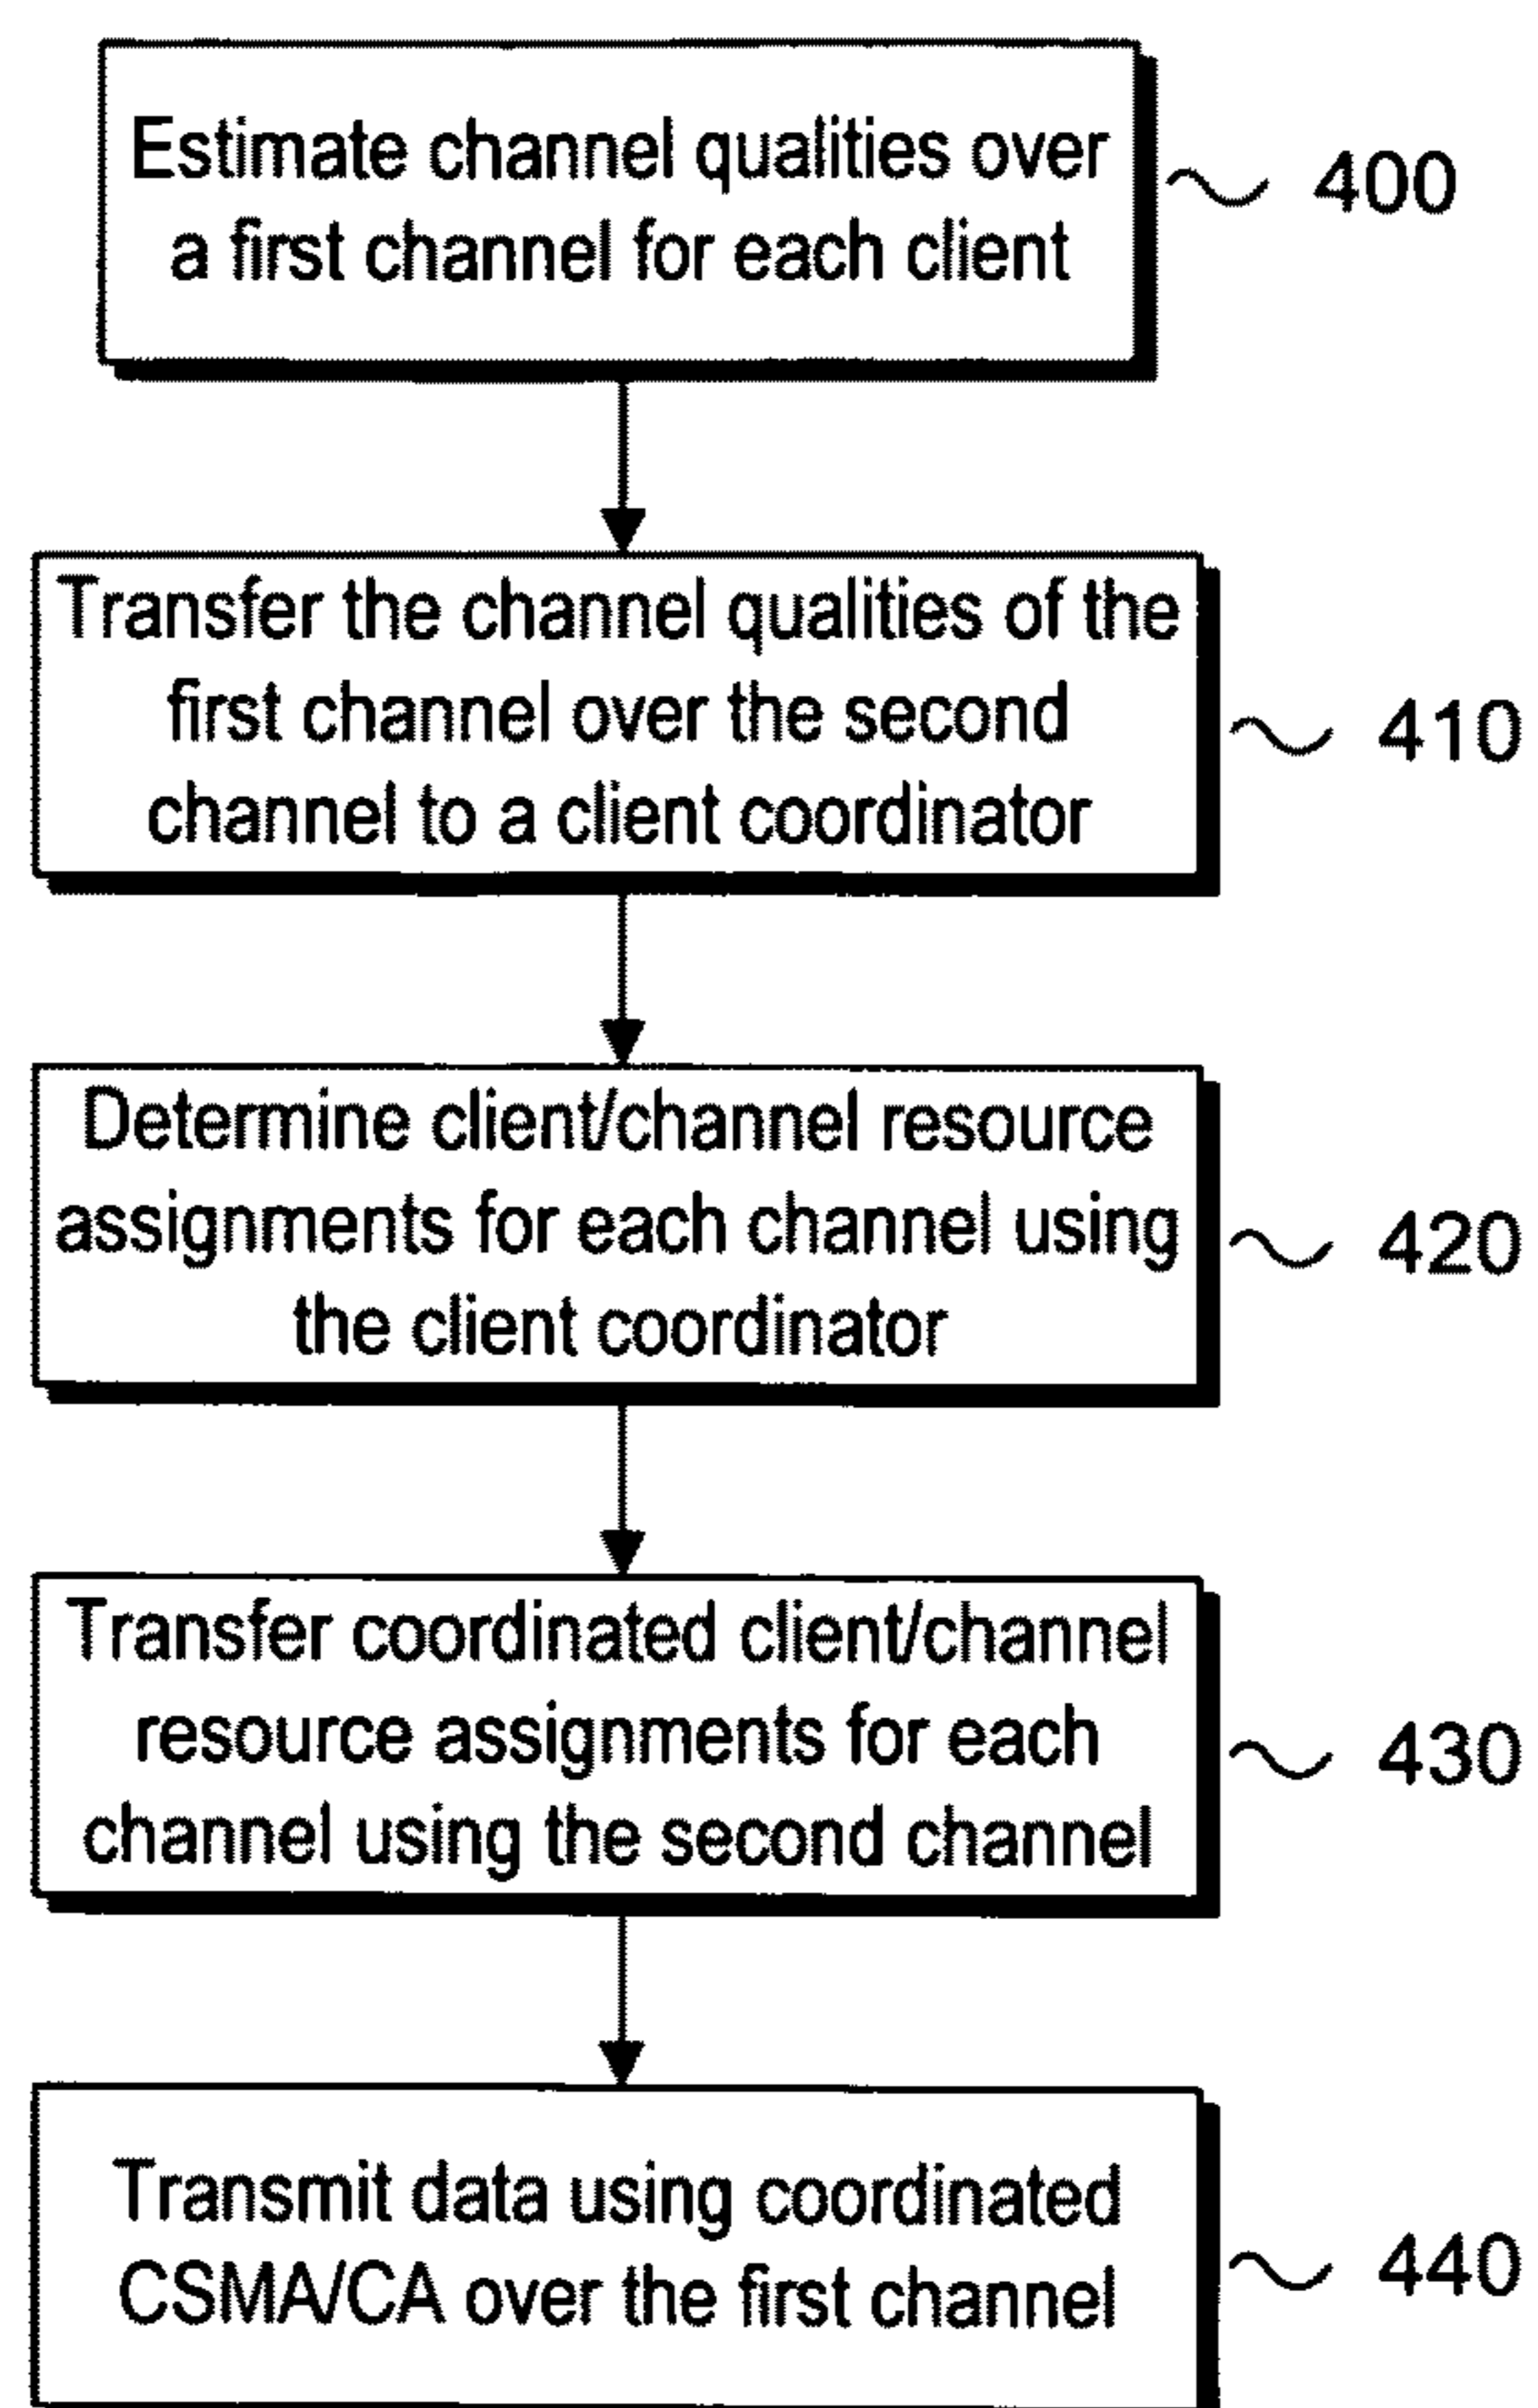 Estimate channel qualities over
a first channel for each client
400
Transfer the channel qualities of the
first channel over the second
channel to a client coordinator
410
Determine client/channel resource
assignments for each channel using
the client coordinator
420
Transfer coordinated client/channel
resource assignments for each
channel using the second channel
430
Transmit data using coordinated
CSMA/CA over the first channel
440